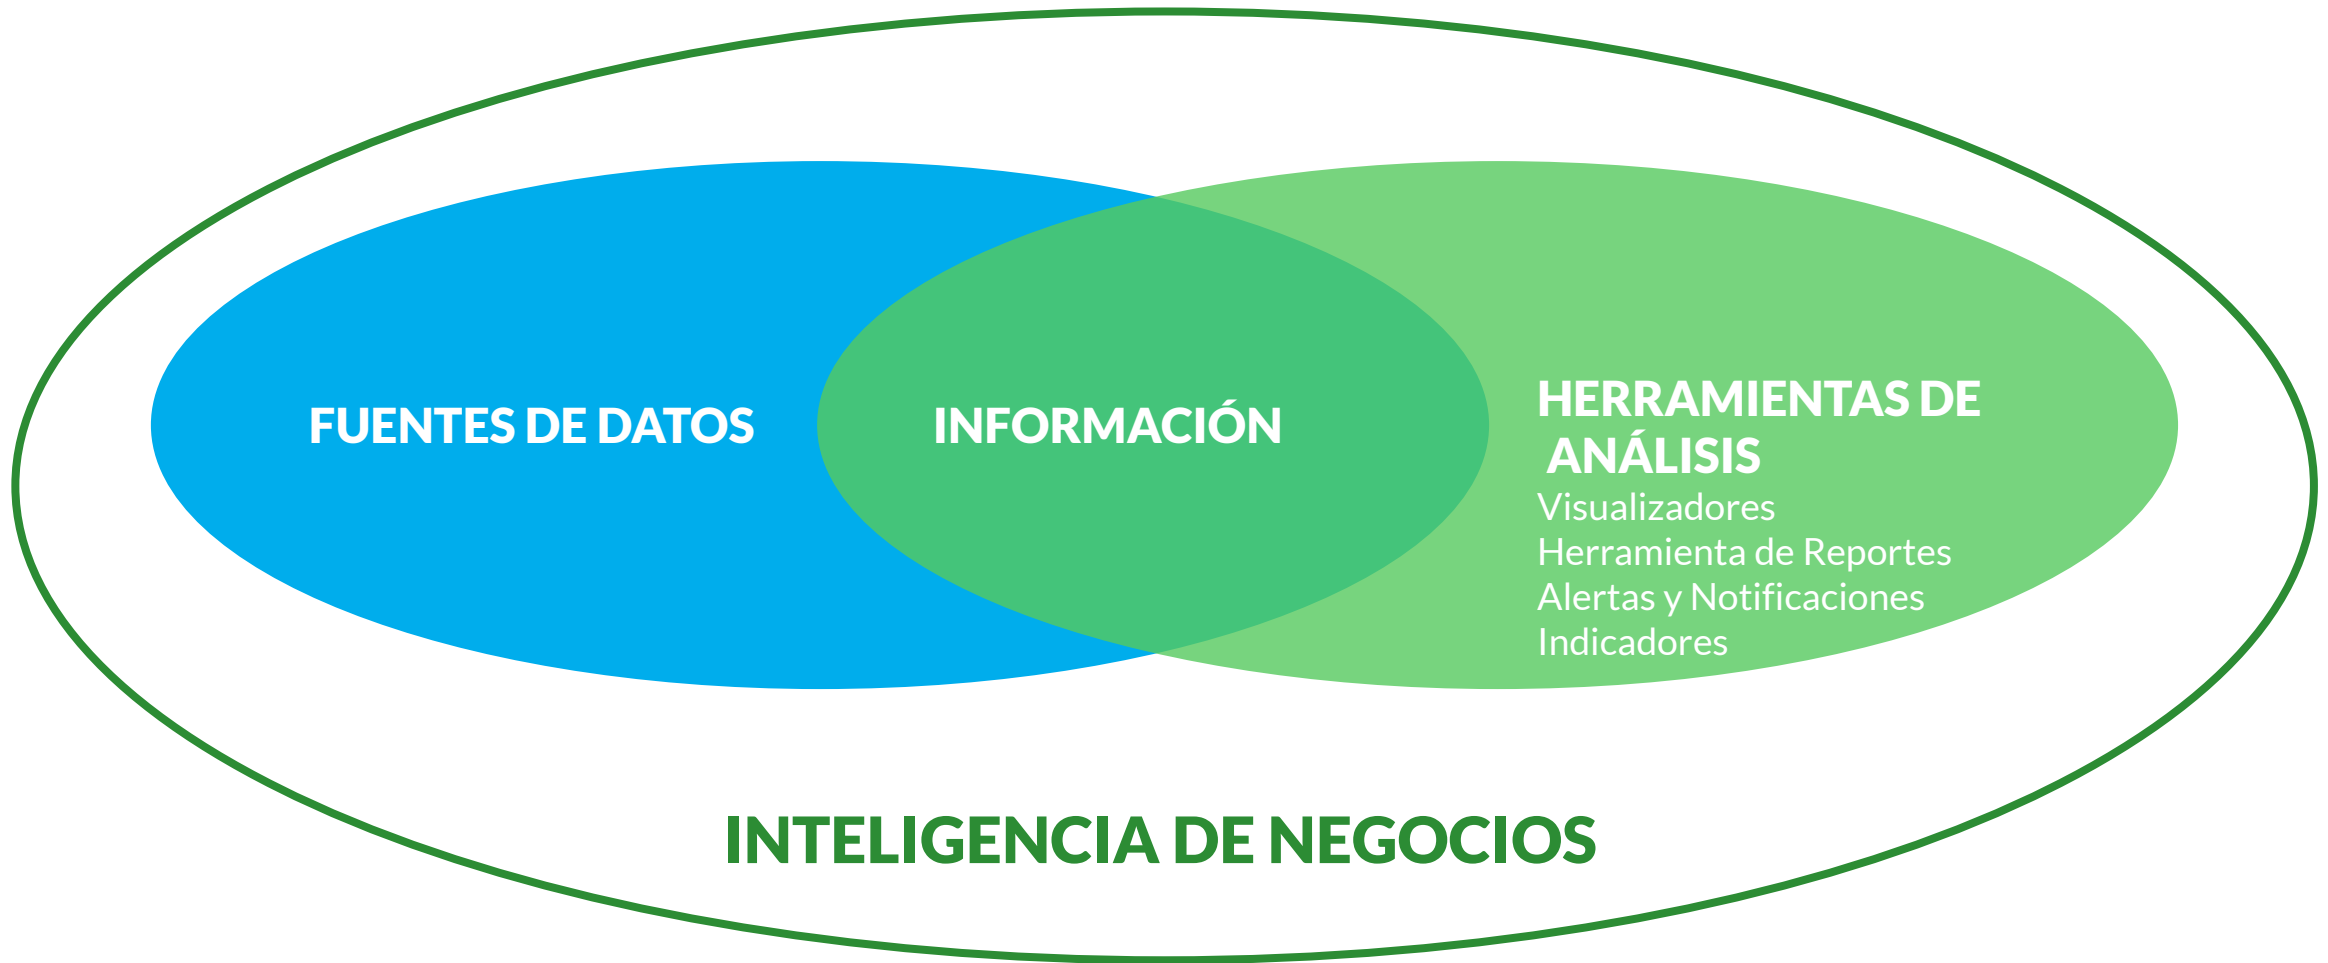 FUENTES DE DATOS
INFORMACIÓN
HERRAMIENTAS DE
ANÁLISIS
Visualizadores
Herramienta de Reportes
Alertas y Notificaciones
Indicadores
INTELIGENCIA DE NEGOCIOS